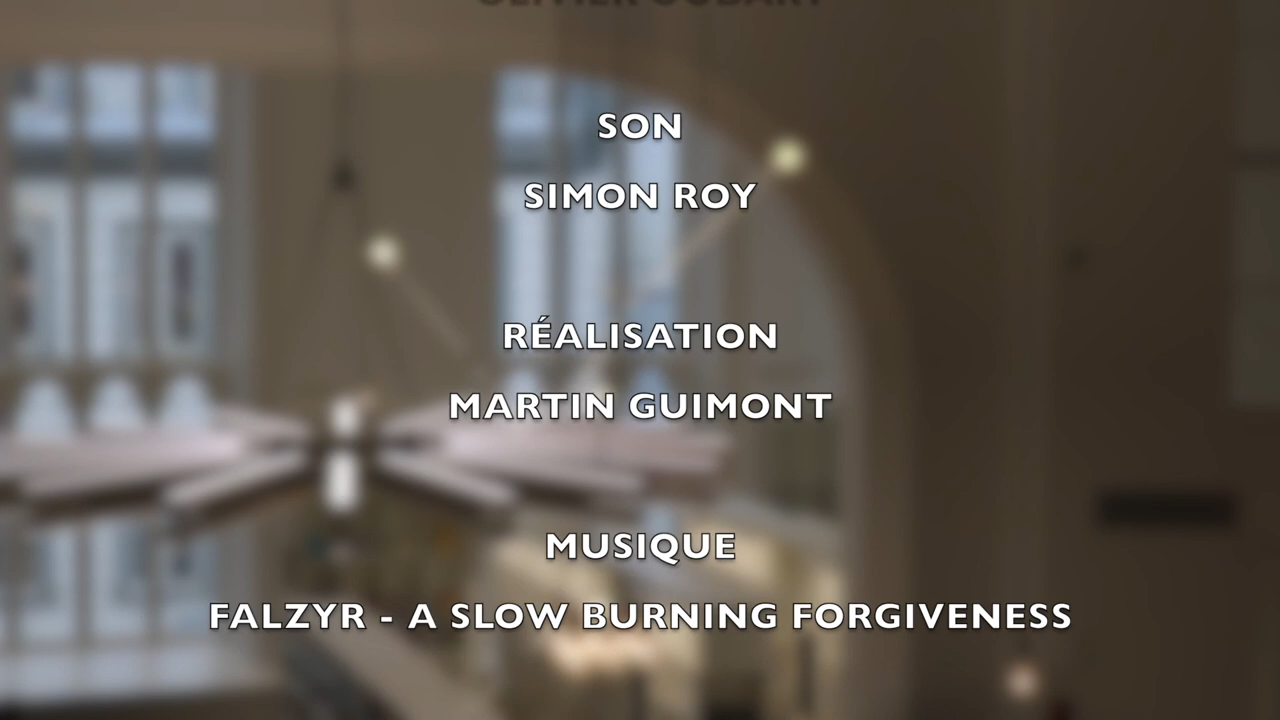 SON
SIMON ROY
RÉALISATION
MARTIN GUIMONT
MUSIQUE
FALZYR - A SLOW BURNING FORGIVENESS